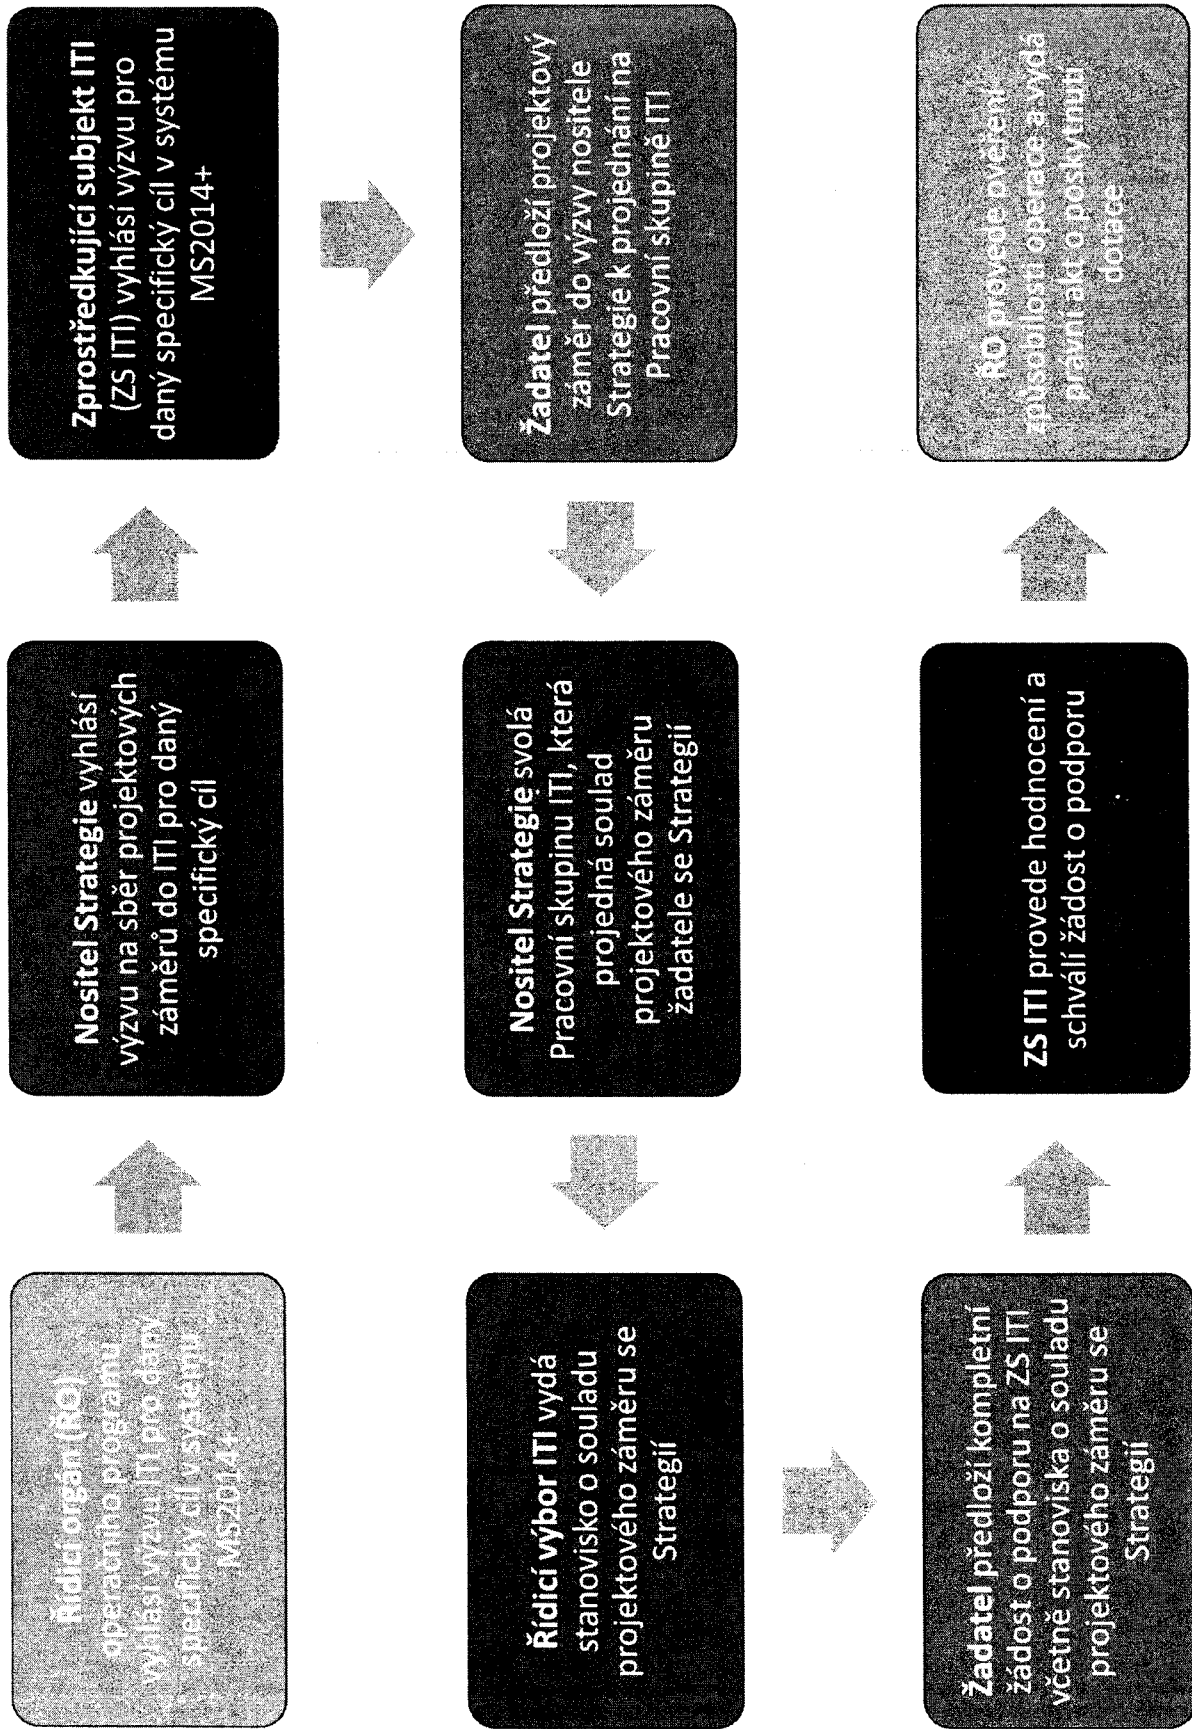 Řídicí orgán (ŘO)
operačního programu
vyhlásí výzvu ITI pro daný
specifický cíl v systému
MS2014+
Nositel Strategie vyhlásí
výzvu na sběr projektových
záměrů do ITI pro daný
specifický cíl
Zprostředkující subjekt ITI
(ZS ITI) vyhlásí výzvu pro
daný specifický cíl v systému
MS2014+
Žadatel předloží projektový
záměr do výzvy nositele
Strategie k projednání na
Pracovní skupině ITI
Nositel Strategie svolá
Pracovní skupinu ITI, která
projedná soulad
projektového záměru
žadatele se Strategií
Řídicí výbor ITI vydá
stanovisko o souladu
projektového záměru se
Strategií
Žadatel předloží kompletní
žádost o podporu na ZS ITI
včetně stanoviska o souladu
projektového záměru se
Strategií
ZS ITI provede hodnocení a
schválí žádost o podporu
ŘO provede pvěření
způsobilosti operace a vydá
právní akt o poskytnutí
dotace